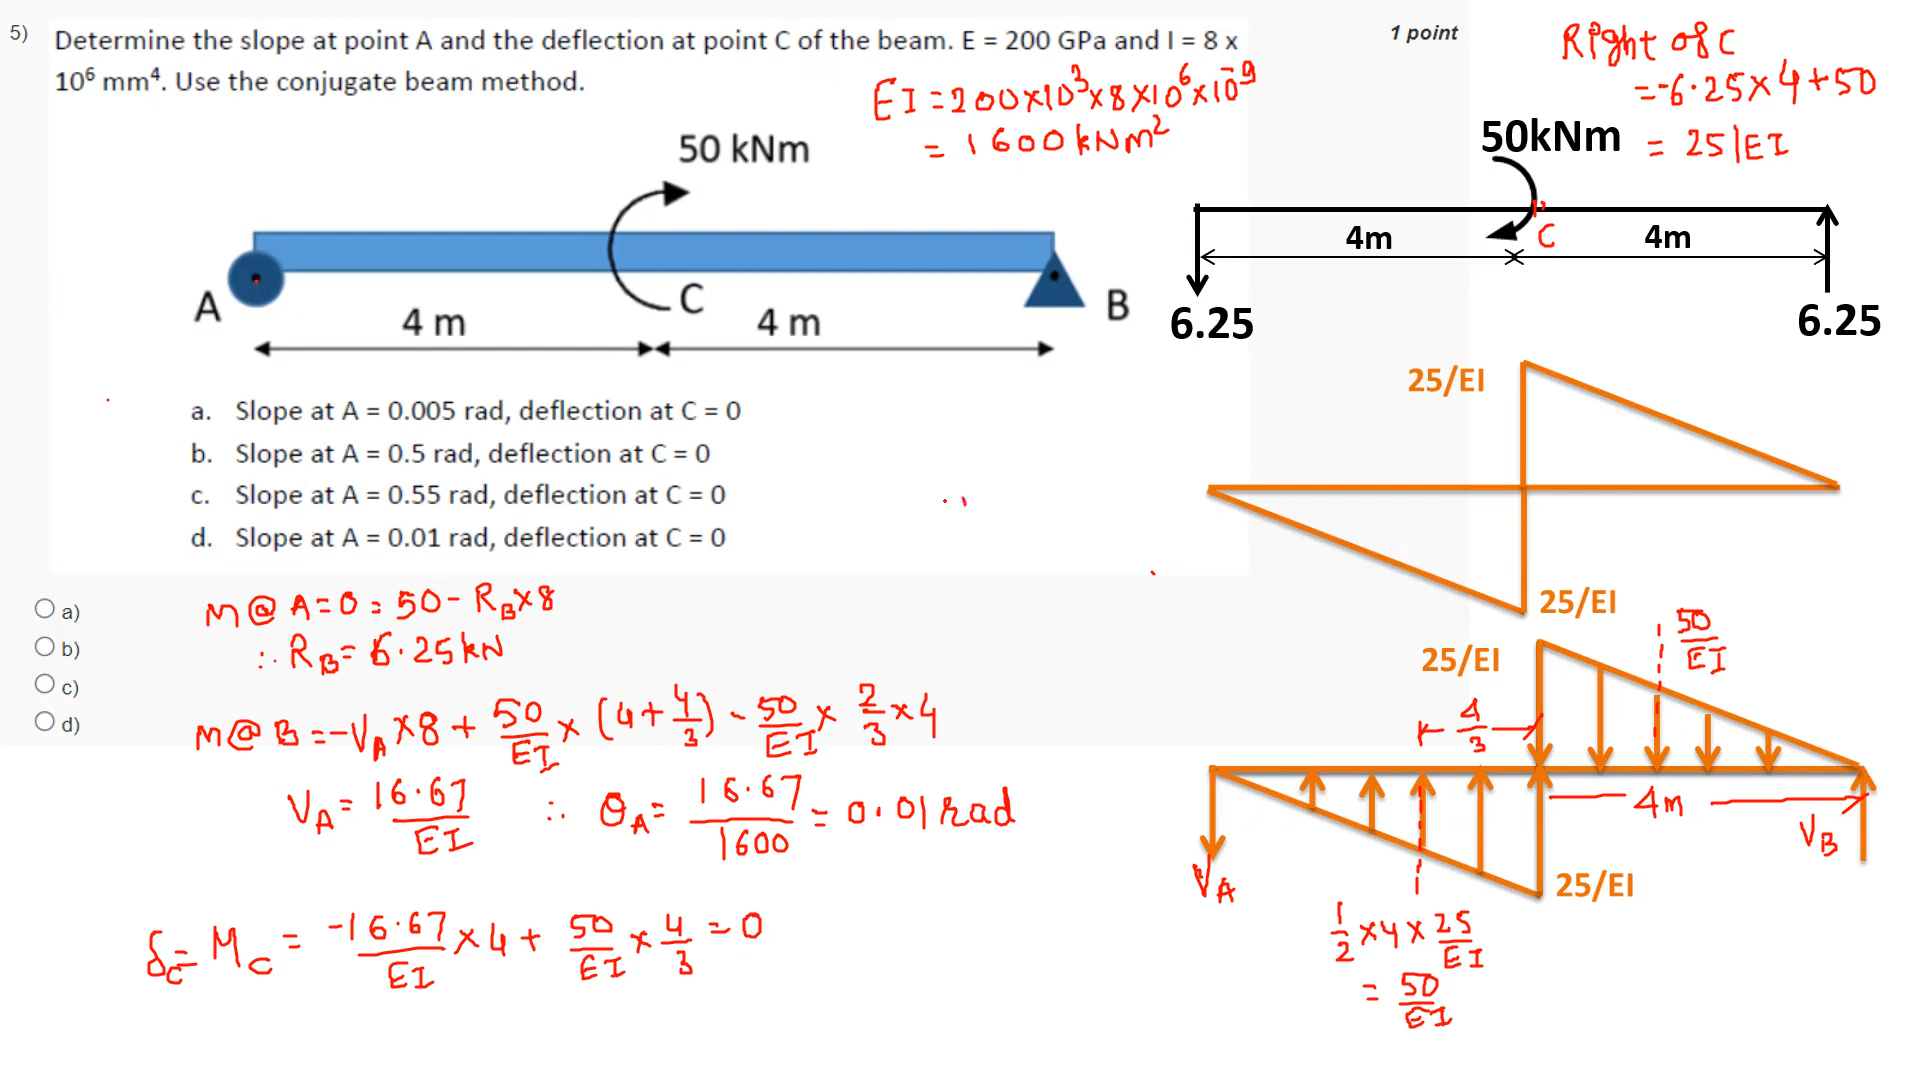 5)
Determine the slope at point A and the deflection at point C of the beam. E = 200 GPa and I = 8 x
10⁶ mm⁴. Use the conjugate beam method.
1 point
EI = 200×10³×8×10⁶×10⁻⁹
= 1600 kNm²
Right of C
= -6.25×4+50
= 25/EI
50 kNm
A
C
B
4 m
4 m
50kNm
C
4m
4m
6.25
6.25
a. Slope at A = 0.005 rad, deflection at C = 0
b. Slope at A = 0.5 rad, deflection at C = 0
c. Slope at A = 0.55 rad, deflection at C = 0
d. Slope at A = 0.01 rad, deflection at C = 0
a)
b)
c)
d)
25/EI
25/EI
M@A=0=50-R_B×8
∴ R_B = 6.25kN
M@B = -V_A×8 + 50/EI × (4+4/3) - 50/EI × 2/3 ×4
V_A = 16.67/EI ∴ θ_A = 16.67/1600 = 0.01 rad
δ_C = M_C = -16.67/EI ×4 + 50/EI × 4/3 = 0
25/EI
50/EI
4/3
4m
V_A
V_B
25/EI
1/2 ×4× 25/EI
= 50/EI